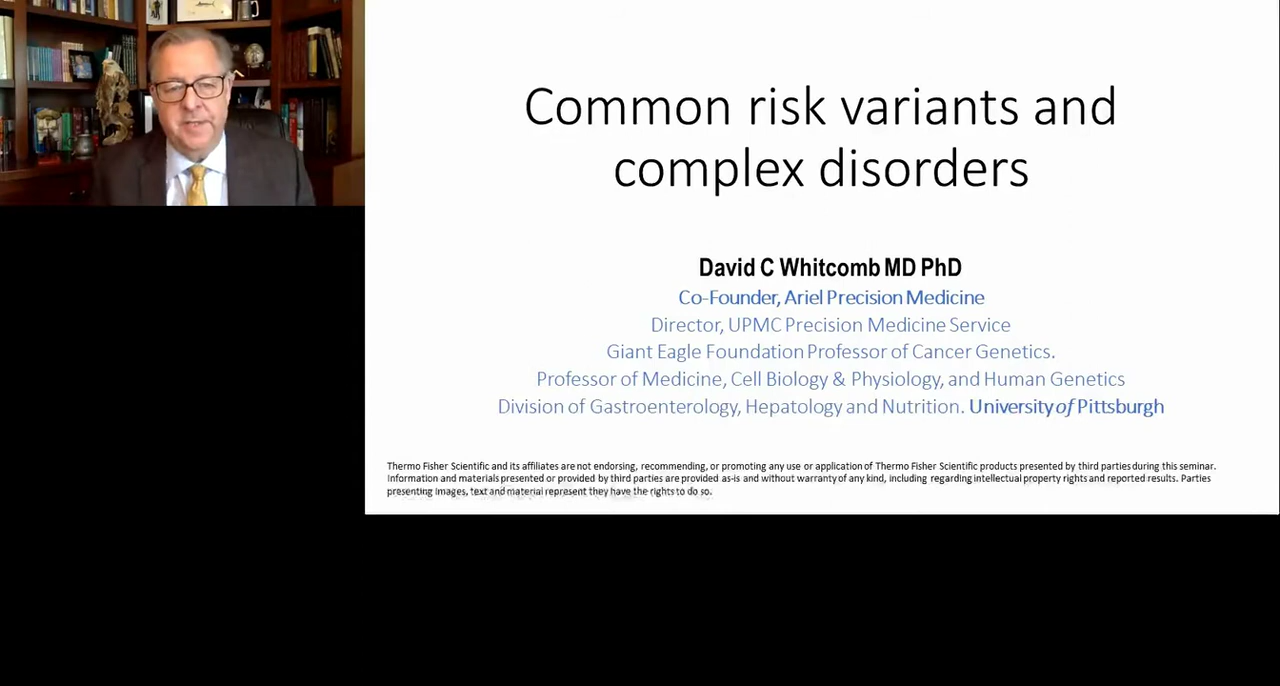 Common risk variants and
complex disorders
David C Whitcomb MD PhD
Co-Founder, Ariel Precision Medicine
Director, UPMC Precision Medicine Service
Giant Eagle Foundation Professor of Cancer Genetics.
Professor of Medicine, Cell Biology & Physiology, and Human Genetics
Division of Gastroenterology, Hepatology and Nutrition. University of Pittsburgh
Thermo Fisher Scientific and its affiliates are not endorsing, recommending, or promoting any use or application of Thermo Fisher Scientific products presented by third parties during this seminar.
Information and materials presented or provided by third parties are provided as-is and without warranty of any kind, including regarding intellectual property rights and reported results. Parties
presenting images, text and material represent they have the rights to do so.